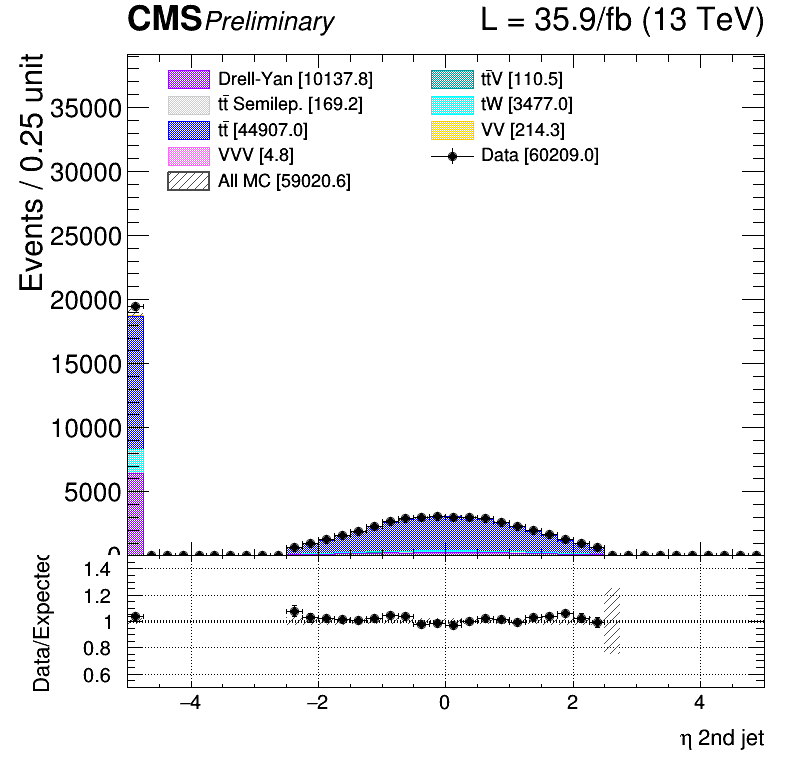 CMS Preliminary L = 35.9/fb (13 TeV)
Events / 0.25 unit
Drell-Yan [10137.8]
tt̄ Semilep. [169.2]
tt̄ [44907.0]
VVV [4.8]
All MC [59020.6]
tt̄V [110.5]
tW [3477.0]
VV [214.3]
Data [60209.0]
35000
30000
25000
20000
15000
10000
5000
0
Data/Expected
1.4
1.2
1
0.8
0.6
−4 −2 0 2 4
η 2nd jet